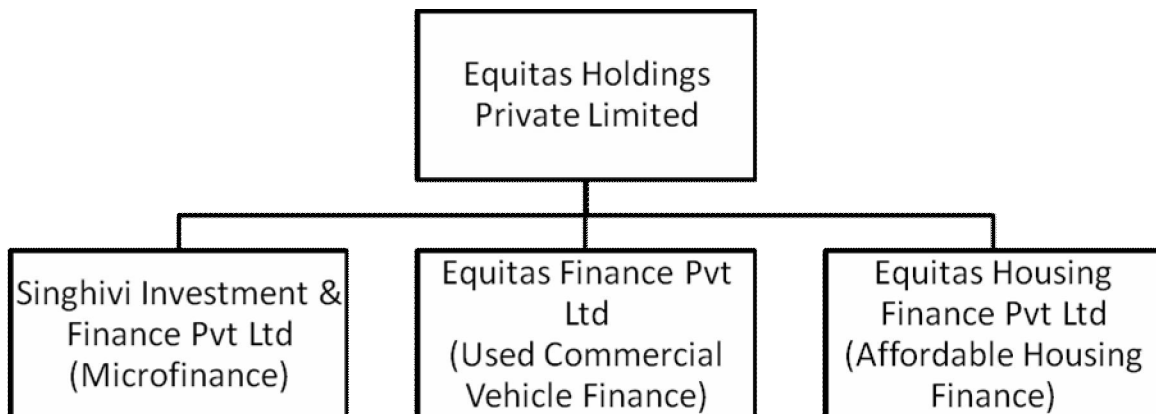 Equitas Holdings
Private Limited
Singhivi Investment &
Finance Pvt Ltd
(Microfinance)
Equitas Finance Pvt
Ltd
(Used Commercial
Vehicle Finance)
Equitas Housing
Finance Pvt Ltd
(Affordable Housing
Finance)